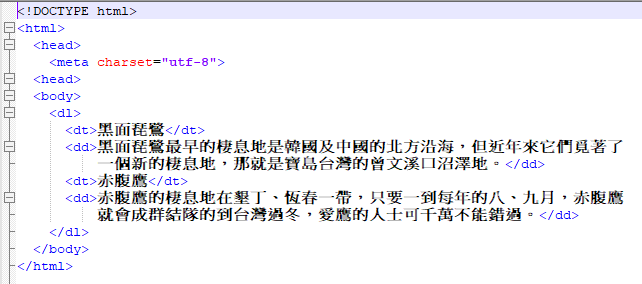 <!DOCTYPE html>
<html>
<head>
<meta charset="utf-8">
<head>
<body>
<dl>
<dt>黑面琵鷺</dt>
<dd>黑面琵鷺最早的棲息地是韓國及中國的北方沿海，但近年來它們覓著了
一個新的棲息地，那就是寶島台灣的曾文溪口沼澤地。</dd>
<dt>赤腹鷹</dt>
<dd>赤腹鷹的棲息地在墾丁、恆春一帶，只要一到每年的八、九月，赤腹鷹
就會成群結隊的到台灣過冬，愛鷹的人士可千萬不能錯過。</dd>
</dl>
</body>
</html>